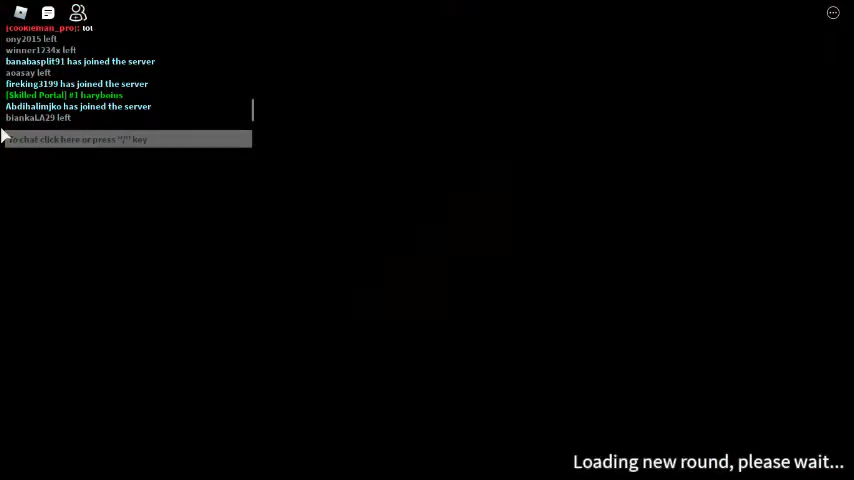 [cookieman_pro]: lol
ony2015 left
winner1234x left
banabasplit91 has joined the server
aoasay left
fireking3199 has joined the server
[Skilled Portal] #1 haryboius
Abdihalimjko has joined the server
biankaLA29 left
To chat click here or press "/" key
Loading new round, please wait...